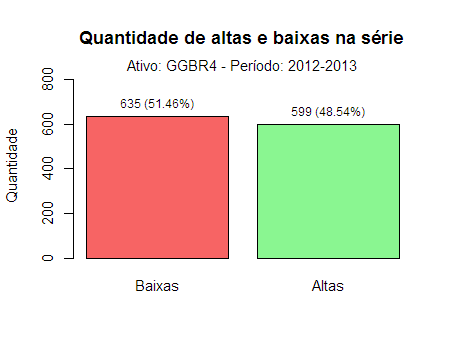 Quantidade de altas e baixas na série
Ativo: GGBR4 - Período: 2012-2013
Quantidade
800
600
400
200
0
635 (51.46%)
599 (48.54%)
Baixas
Altas